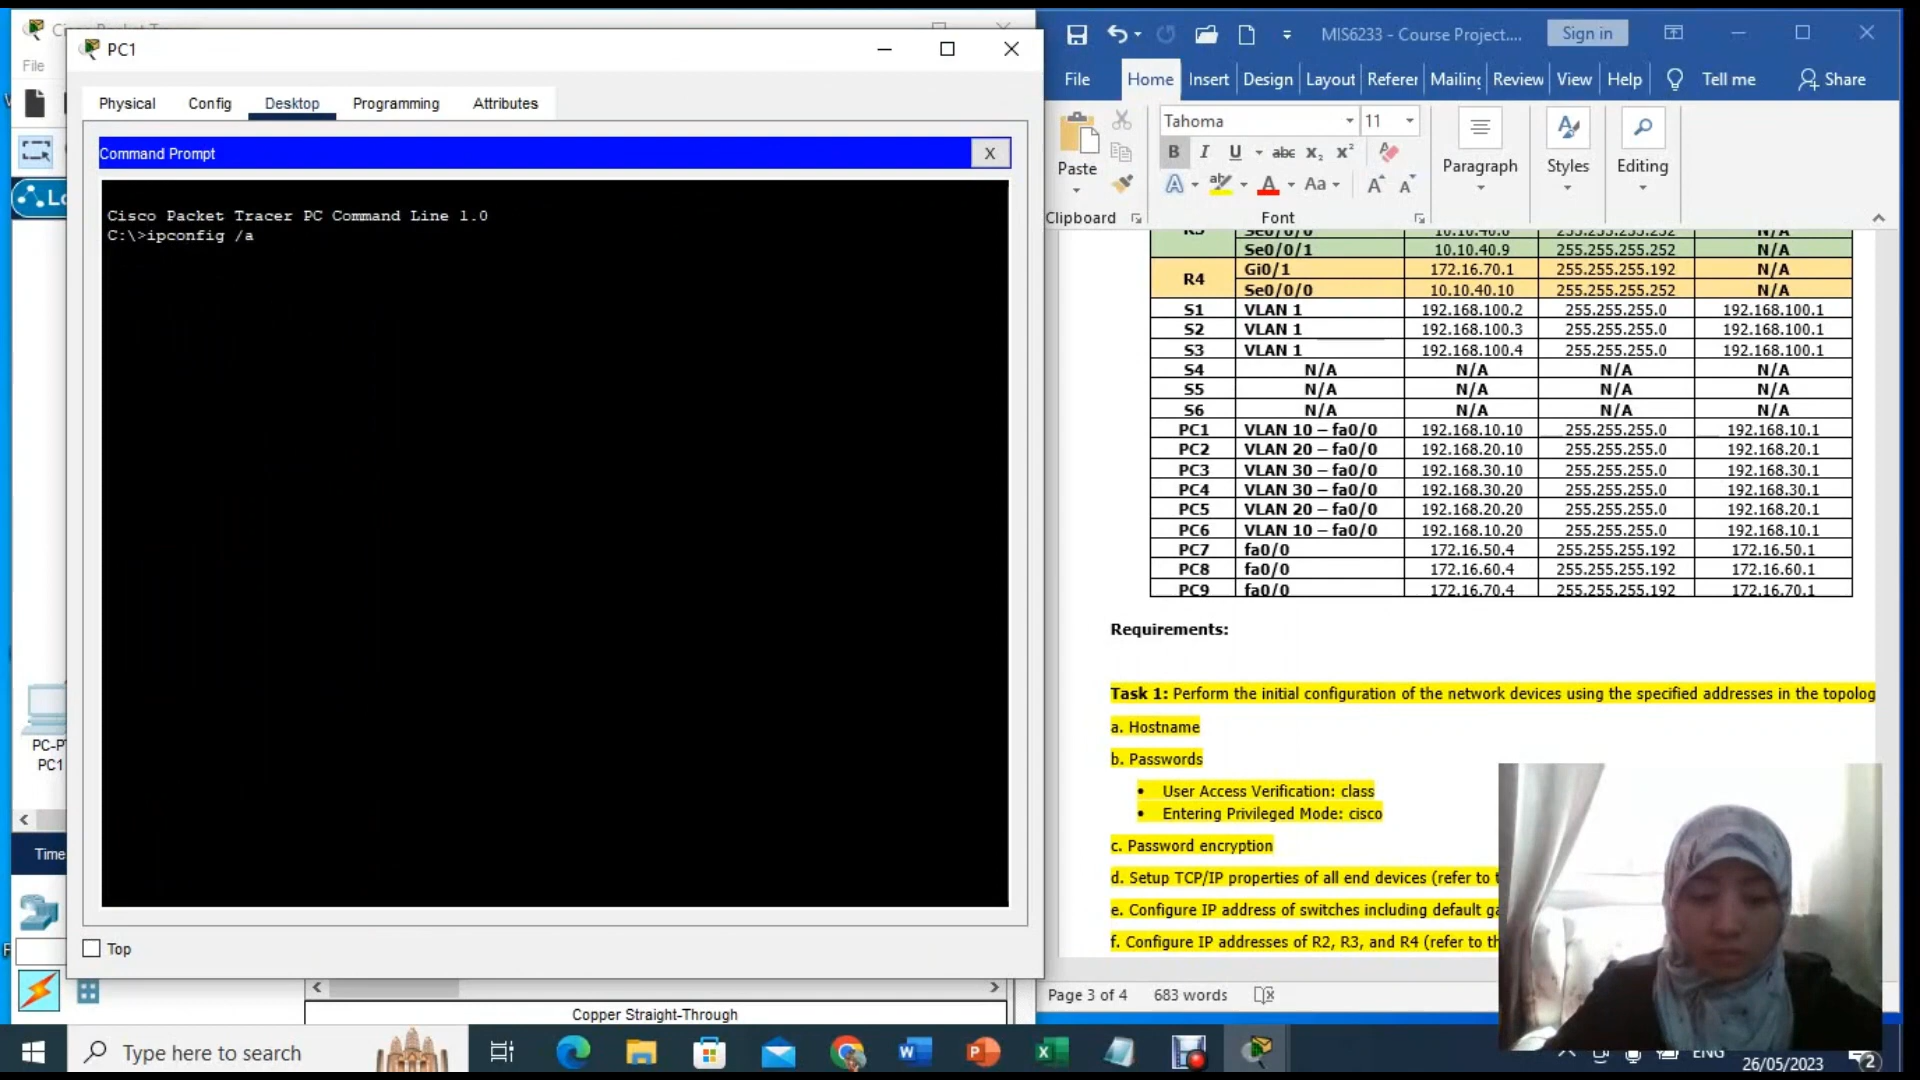 PC1
File
Physical Config Desktop Programming Attributes
Command Prompt X
Cisco Packet Tracer PC Command Line 1.0
C:\>ipconfig /a
PC1
Time
Top
Copper Straight-Through
MIS6233 - Course Project.... Sign in
File Home Insert Design Layout Referer Mailing Review View Help Tell me Share
Tahoma 11
Paste
B I U abc X₂ X²
A A Aa A A
Paragraph Styles Editing
Clipboard Font
Se0/0/1 10.10.40.9 255.255.255.252 N/A
R4 Gi0/1 172.16.70.1 255.255.255.192 N/A
Se0/0/0 10.10.40.10 255.255.255.252 N/A
S1 VLAN 1 192.168.100.2 255.255.255.0 192.168.100.1
S2 VLAN 1 192.168.100.3 255.255.255.0 192.168.100.1
S3 VLAN 1 192.168.100.4 255.255.255.0 192.168.100.1
S4 N/A N/A N/A N/A
S5 N/A N/A N/A N/A
S6 N/A N/A N/A N/A
PC1 VLAN 10 – fa0/0 192.168.10.10 255.255.255.0 192.168.10.1
PC2 VLAN 20 – fa0/0 192.168.20.10 255.255.255.0 192.168.20.1
PC3 VLAN 30 – fa0/0 192.168.30.10 255.255.255.0 192.168.30.1
PC4 VLAN 30 – fa0/0 192.168.30.20 255.255.255.0 192.168.30.1
PC5 VLAN 20 – fa0/0 192.168.20.20 255.255.255.0 192.168.20.1
PC6 VLAN 10 – fa0/0 192.168.10.20 255.255.255.0 192.168.10.1
PC7 fa0/0 172.16.50.4 255.255.255.192 172.16.50.1
PC8 fa0/0 172.16.60.4 255.255.255.192 172.16.60.1
PC9 fa0/0 172.16.70.4 255.255.255.192 172.16.70.1
Requirements:
Task 1: Perform the initial configuration of the network devices using the specified addresses in the topolog
a. Hostname
b. Passwords
• User Access Verification: class
• Entering Privileged Mode: cisco
c. Password encryption
d. Setup TCP/IP properties of all end devices (refer to t
e. Configure IP address of switches including default ga
f. Configure IP addresses of R2, R3, and R4 (refer to th
Page 3 of 4 683 words
Type here to search
ENG
26/05/2023
2